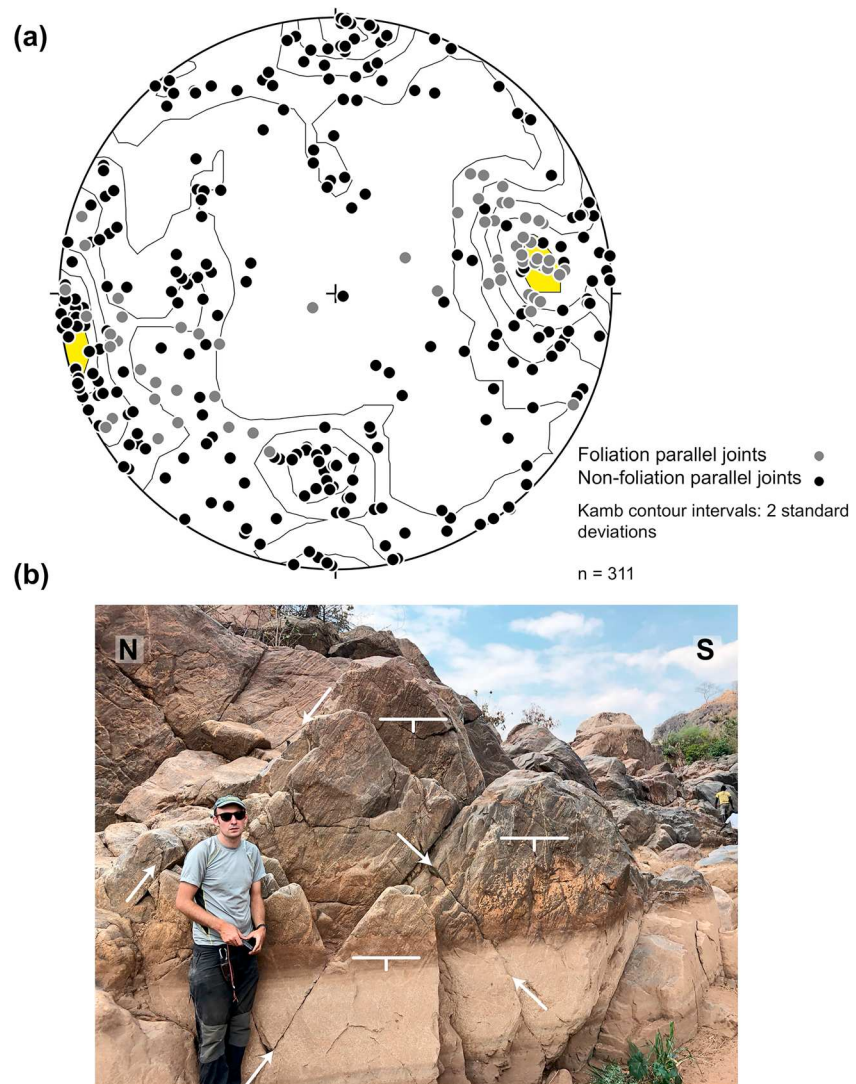 (a)
Foliation parallel joints
Non-foliation parallel joints
Kamb contour intervals: 2 standard
deviations
n = 311
(b)
N
S